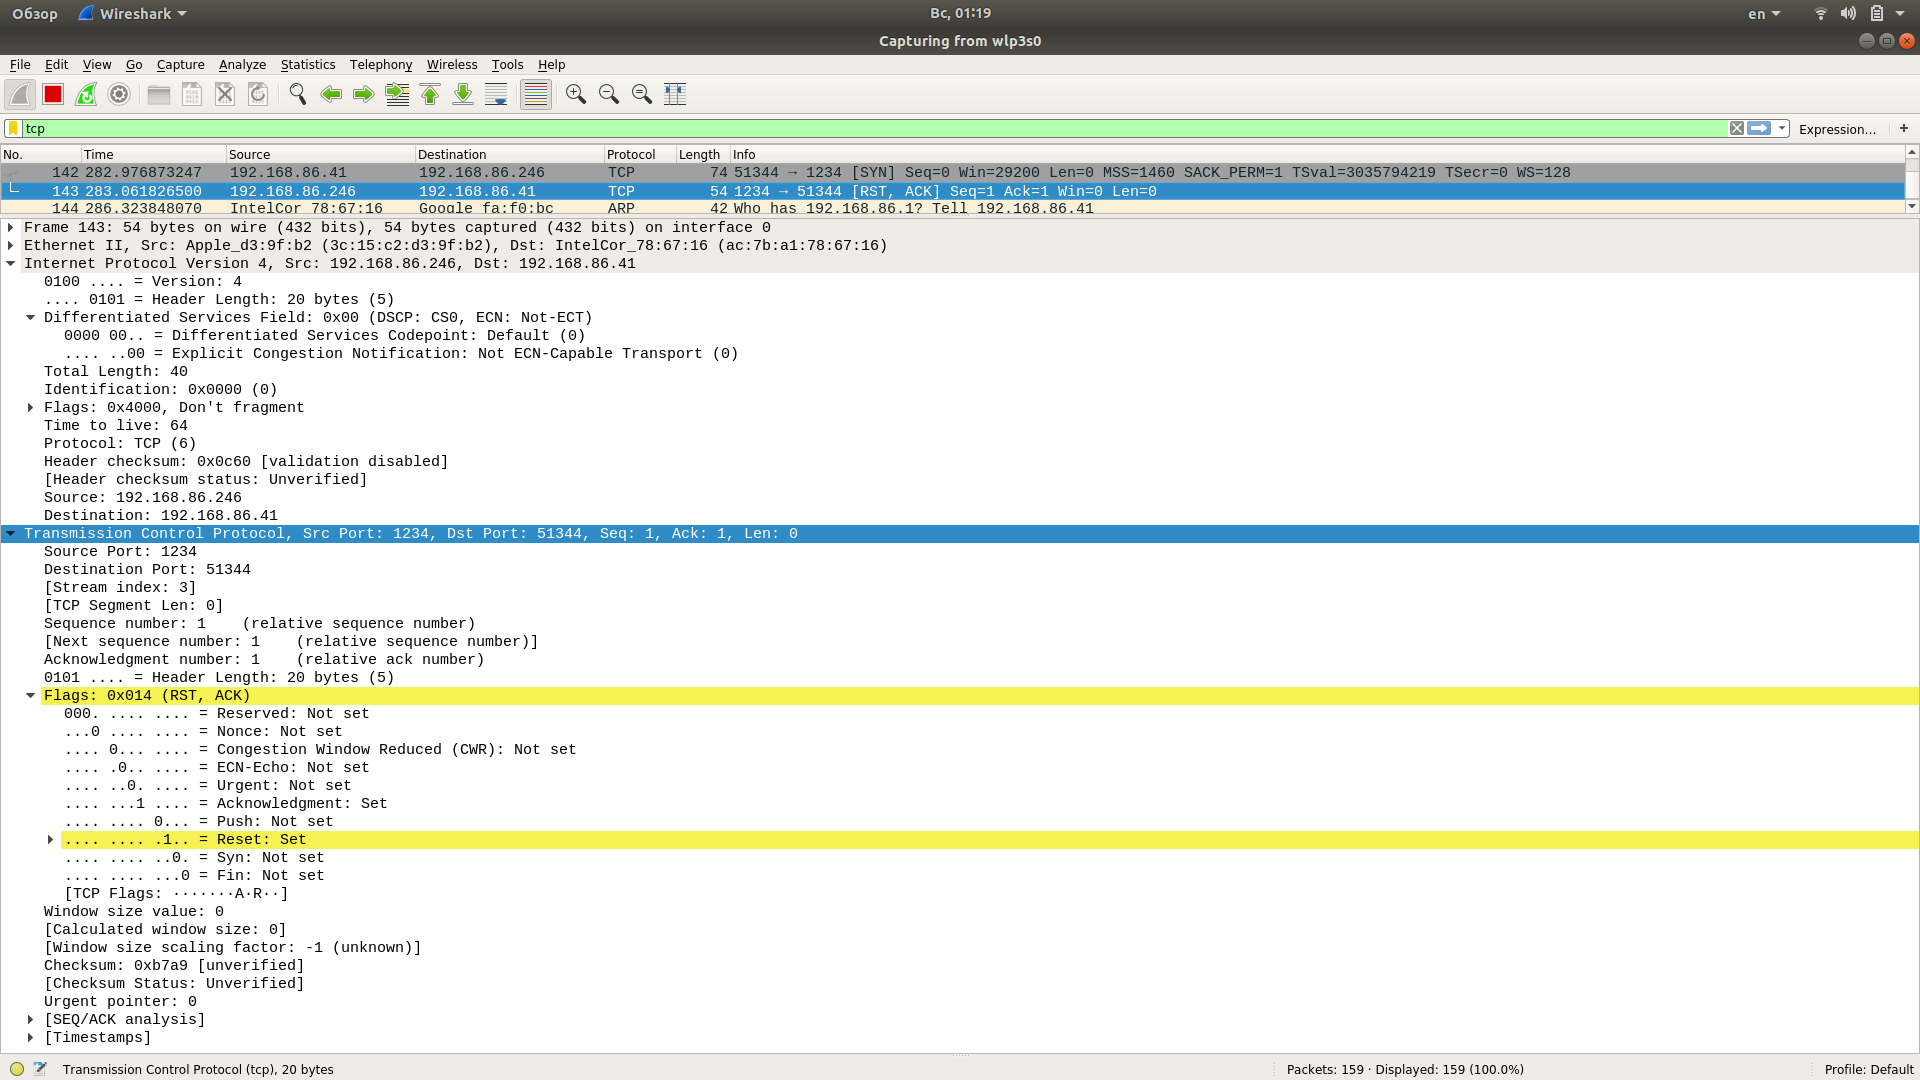 Обзор Wireshark Вс, 01:19 en
Capturing from wlp3s0
File Edit View Go Capture Analyze Statistics Telephony Wireless Tools Help
tcp Expression… +
No. Time Source Destination Protocol Length Info
142 282.976873247 192.168.86.41 192.168.86.246 TCP 74 51344 → 1234 [SYN] Seq=0 Win=29200 Len=0 MSS=1460 SACK_PERM=1 TSval=3035794219 TSecr=0 WS=128
143 283.061826500 192.168.86.246 192.168.86.41 TCP 54 1234 → 51344 [RST, ACK] Seq=1 Ack=1 Win=0 Len=0
144 286.323848070 IntelCor_78:67:16 Google_fa:f0:bc ARP 42 Who has 192.168.86.1? Tell 192.168.86.41
Frame 143: 54 bytes on wire (432 bits), 54 bytes captured (432 bits) on interface 0
Ethernet II, Src: Apple_d3:9f:b2 (3c:15:c2:d3:9f:b2), Dst: IntelCor_78:67:16 (ac:7b:a1:78:67:16)
Internet Protocol Version 4, Src: 192.168.86.246, Dst: 192.168.86.41
0100 .... = Version: 4
.... 0101 = Header Length: 20 bytes (5)
Differentiated Services Field: 0x00 (DSCP: CS0, ECN: Not-ECT)
0000 00.. = Differentiated Services Codepoint: Default (0)
.... ..00 = Explicit Congestion Notification: Not ECN-Capable Transport (0)
Total Length: 40
Identification: 0x0000 (0)
Flags: 0x4000, Don't fragment
Time to live: 64
Protocol: TCP (6)
Header checksum: 0x0c60 [validation disabled]
[Header checksum status: Unverified]
Source: 192.168.86.246
Destination: 192.168.86.41
Transmission Control Protocol, Src Port: 1234, Dst Port: 51344, Seq: 1, Ack: 1, Len: 0
Source Port: 1234
Destination Port: 51344
[Stream index: 3]
[TCP Segment Len: 0]
Sequence number: 1 (relative sequence number)
[Next sequence number: 1 (relative sequence number)]
Acknowledgment number: 1 (relative ack number)
0101 .... = Header Length: 20 bytes (5)
Flags: 0x014 (RST, ACK)
000. .... .... = Reserved: Not set
...0 .... .... = Nonce: Not set
.... 0... .... = Congestion Window Reduced (CWR): Not set
.... .0.. .... = ECN-Echo: Not set
.... ..0. .... = Urgent: Not set
.... ...1 .... = Acknowledgment: Set
.... .... 0... = Push: Not set
.... .... .1.. = Reset: Set
.... .... ..0. = Syn: Not set
.... .... ...0 = Fin: Not set
[TCP Flags: ·······A·R··]
Window size value: 0
[Calculated window size: 0]
[Window size scaling factor: -1 (unknown)]
Checksum: 0xb7a9 [unverified]
[Checksum Status: Unverified]
Urgent pointer: 0
[SEQ/ACK analysis]
[Timestamps]
Transmission Control Protocol (tcp), 20 bytes Packets: 159 · Displayed: 159 (100.0%) Profile: Default